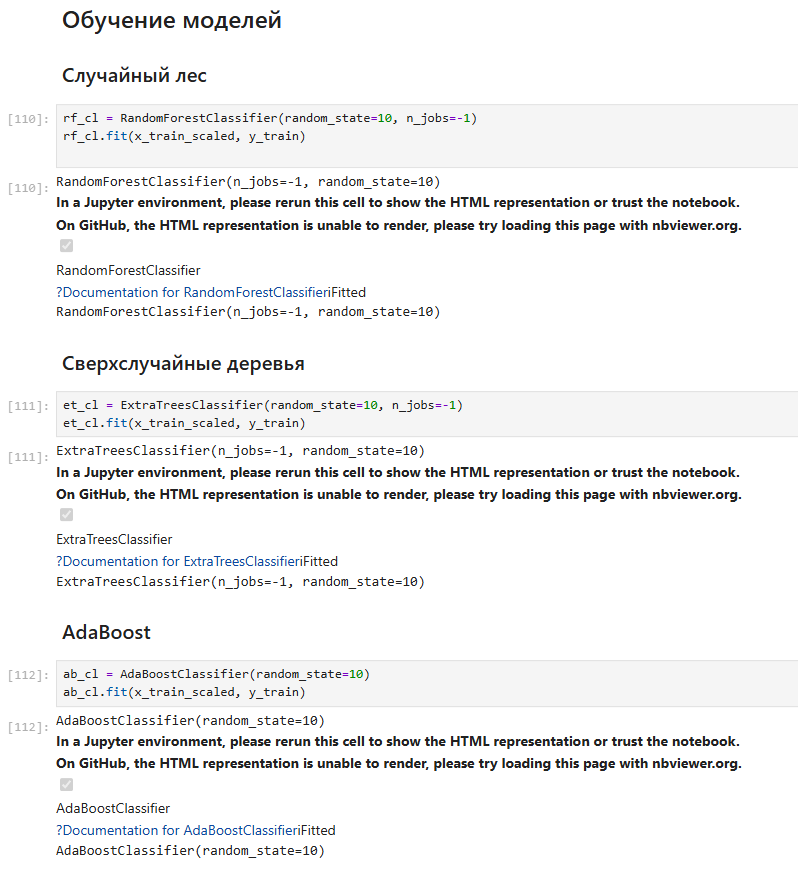 Обучение моделей
Случайный лес
[110]:
rf_cl = RandomForestClassifier(random_state=10, n_jobs=-1)
rf_cl.fit(x_train_scaled, y_train)
[110]:
RandomForestClassifier(n_jobs=-1, random_state=10)
In a Jupyter environment, please rerun this cell to show the HTML representation or trust the notebook.
On GitHub, the HTML representation is unable to render, please try loading this page with nbviewer.org.
RandomForestClassifier
?Documentation for RandomForestClassifieriFitted
RandomForestClassifier(n_jobs=-1, random_state=10)
Сверхслучайные деревья
[111]:
et_cl = ExtraTreesClassifier(random_state=10, n_jobs=-1)
et_cl.fit(x_train_scaled, y_train)
[111]:
ExtraTreesClassifier(n_jobs=-1, random_state=10)
In a Jupyter environment, please rerun this cell to show the HTML representation or trust the notebook.
On GitHub, the HTML representation is unable to render, please try loading this page with nbviewer.org.
ExtraTreesClassifier
?Documentation for ExtraTreesClassifieriFitted
ExtraTreesClassifier(n_jobs=-1, random_state=10)
AdaBoost
[112]:
ab_cl = AdaBoostClassifier(random_state=10)
ab_cl.fit(x_train_scaled, y_train)
[112]:
AdaBoostClassifier(random_state=10)
In a Jupyter environment, please rerun this cell to show the HTML representation or trust the notebook.
On GitHub, the HTML representation is unable to render, please try loading this page with nbviewer.org.
AdaBoostClassifier
?Documentation for AdaBoostClassifieriFitted
AdaBoostClassifier(random_state=10)